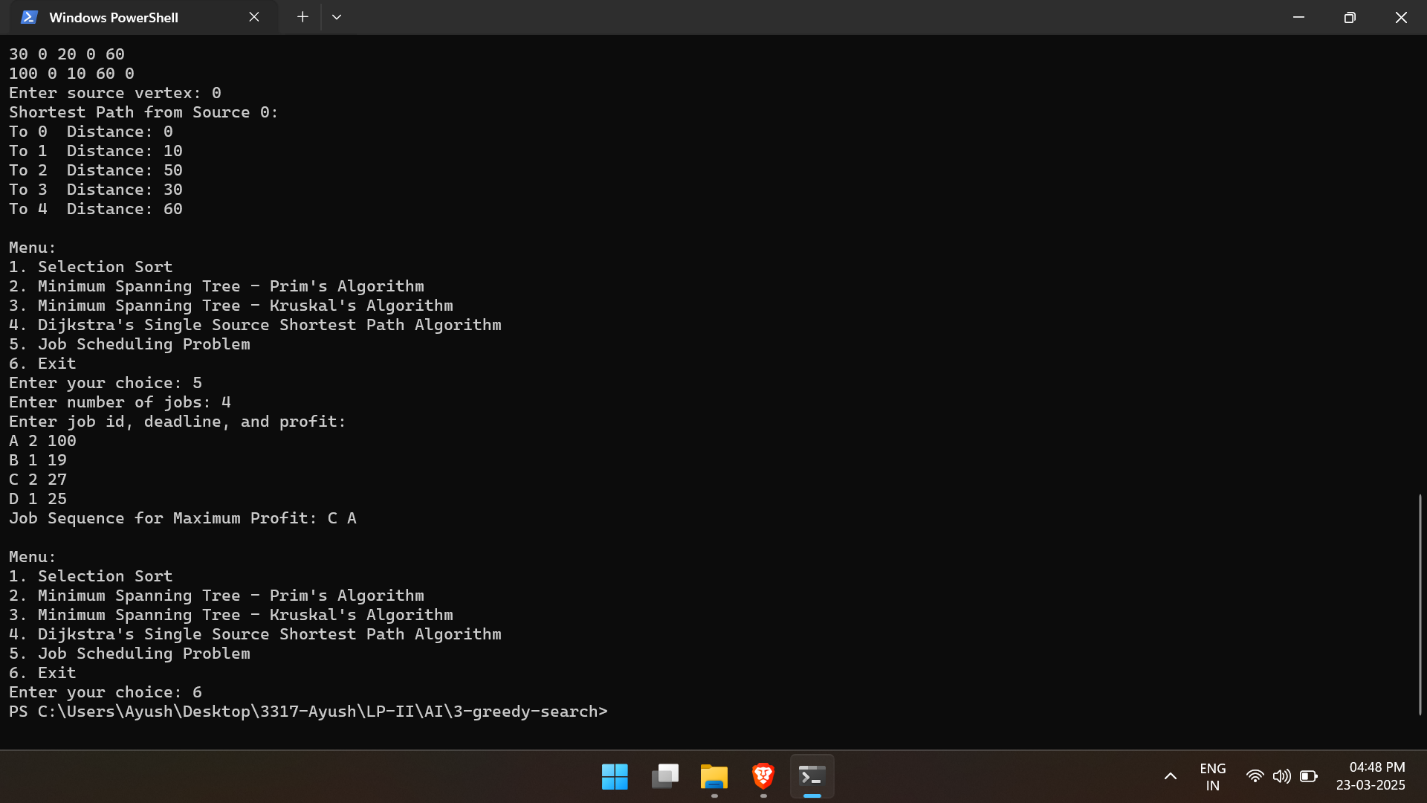 Windows PowerShell
30 0 20 0 60
100 0 10 60 0
Enter source vertex: 0
Shortest Path from Source 0:
To 0  Distance: 0
To 1  Distance: 10
To 2  Distance: 50
To 3  Distance: 30
To 4  Distance: 60
Menu:
1. Selection Sort
2. Minimum Spanning Tree - Prim's Algorithm
3. Minimum Spanning Tree - Kruskal's Algorithm
4. Dijkstra's Single Source Shortest Path Algorithm
5. Job Scheduling Problem
6. Exit
Enter your choice: 5
Enter number of jobs: 4
Enter job id, deadline, and profit:
A 2 100
B 1 19
C 2 27
D 1 25
Job Sequence for Maximum Profit: C A
Menu:
1. Selection Sort
2. Minimum Spanning Tree - Prim's Algorithm
3. Minimum Spanning Tree - Kruskal's Algorithm
4. Dijkstra's Single Source Shortest Path Algorithm
5. Job Scheduling Problem
6. Exit
Enter your choice: 6
PS C:\Users\Ayush\Desktop\3317-Ayush\LP-II\AI\3-greedy-search>
ENG
IN
04:48 PM
23-03-2025